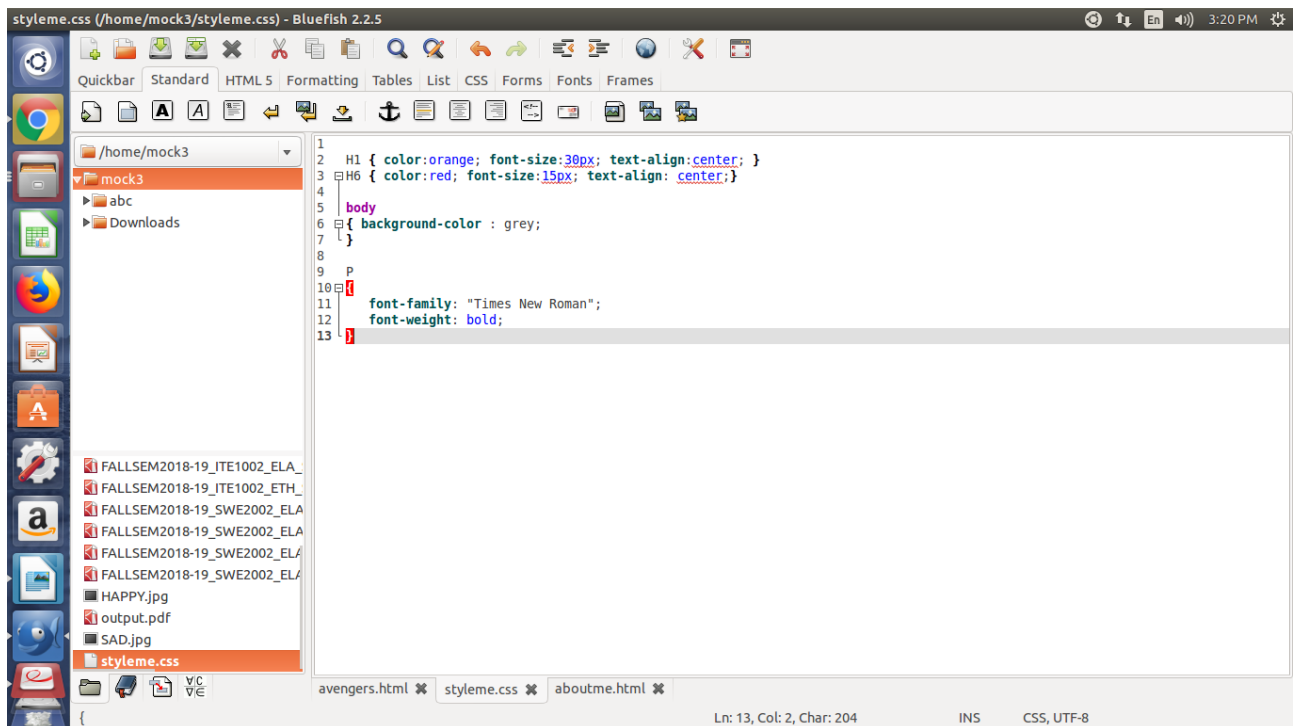 styleme.css (/home/mock3/styleme.css) - Bluefish 2.2.5 En 3:20 PM
Quickbar Standard HTML 5 Formatting Tables List CSS Forms Fonts Frames
/home/mock3
mock3
abc
Downloads
1
2 H1 { color:orange; font-size:30px; text-align:center; }
3 H6 { color:red; font-size:15px; text-align: center;}
4
5 body
6 { background-color : grey;
7 }
8
9 P
10 {
11 font-family: "Times New Roman";
12 font-weight: bold;
13 }
FALLSEM2018-19_ITE1002_ELA_
FALLSEM2018-19_ITE1002_ETH_
FALLSEM2018-19_SWE2002_ELA
FALLSEM2018-19_SWE2002_ELA
FALLSEM2018-19_SWE2002_ELA
FALLSEM2018-19_SWE2002_ELA
HAPPY.jpg
output.pdf
SAD.jpg
styleme.css
avengers.html styleme.css aboutme.html
{ Ln: 13, Col: 2, Char: 204 INS CSS, UTF-8